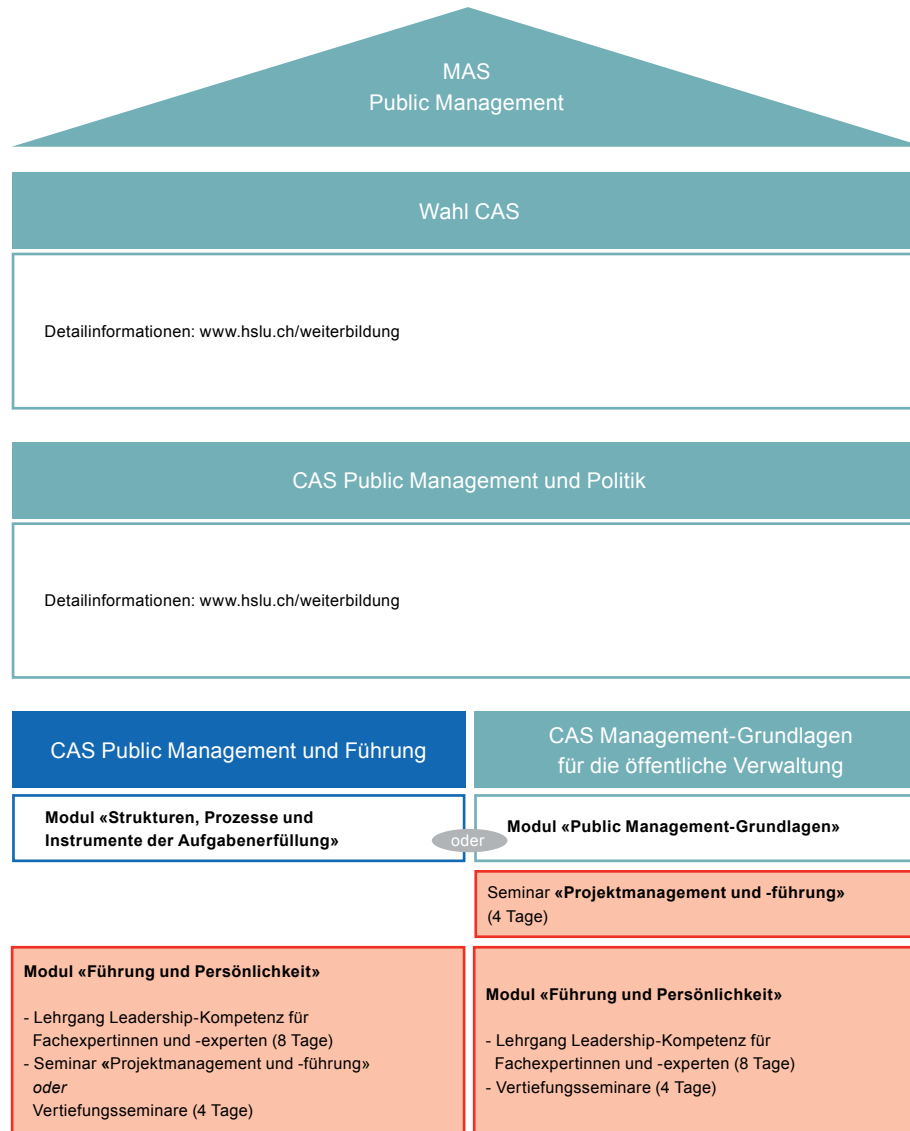 MAS
Public Management
Wahl CAS
Detailinformationen: www.hslu.ch/weiterbildung
CAS Public Management und Politik
Detailinformationen: www.hslu.ch/weiterbildung
CAS Public Management und Führung
Modul «Strukturen, Prozesse und
Instrumente der Aufgabenerfüllung»
oder
CAS Management-Grundlagen
für die öffentliche Verwaltung
Modul «Public Management-Grundlagen»
Seminar «Projektmanagement und -führung»
(4 Tage)
Modul «Führung und Persönlichkeit»
- Lehrgang Leadership-Kompetenz für
Fachexpertinnen und -experten (8 Tage)
- Seminar «Projektmanagement und -führung»
oder
Vertiefungsseminare (4 Tage)
Modul «Führung und Persönlichkeit»
- Lehrgang Leadership-Kompetenz für
Fachexpertinnen und -experten (8 Tage)
- Vertiefungsseminare (4 Tage)